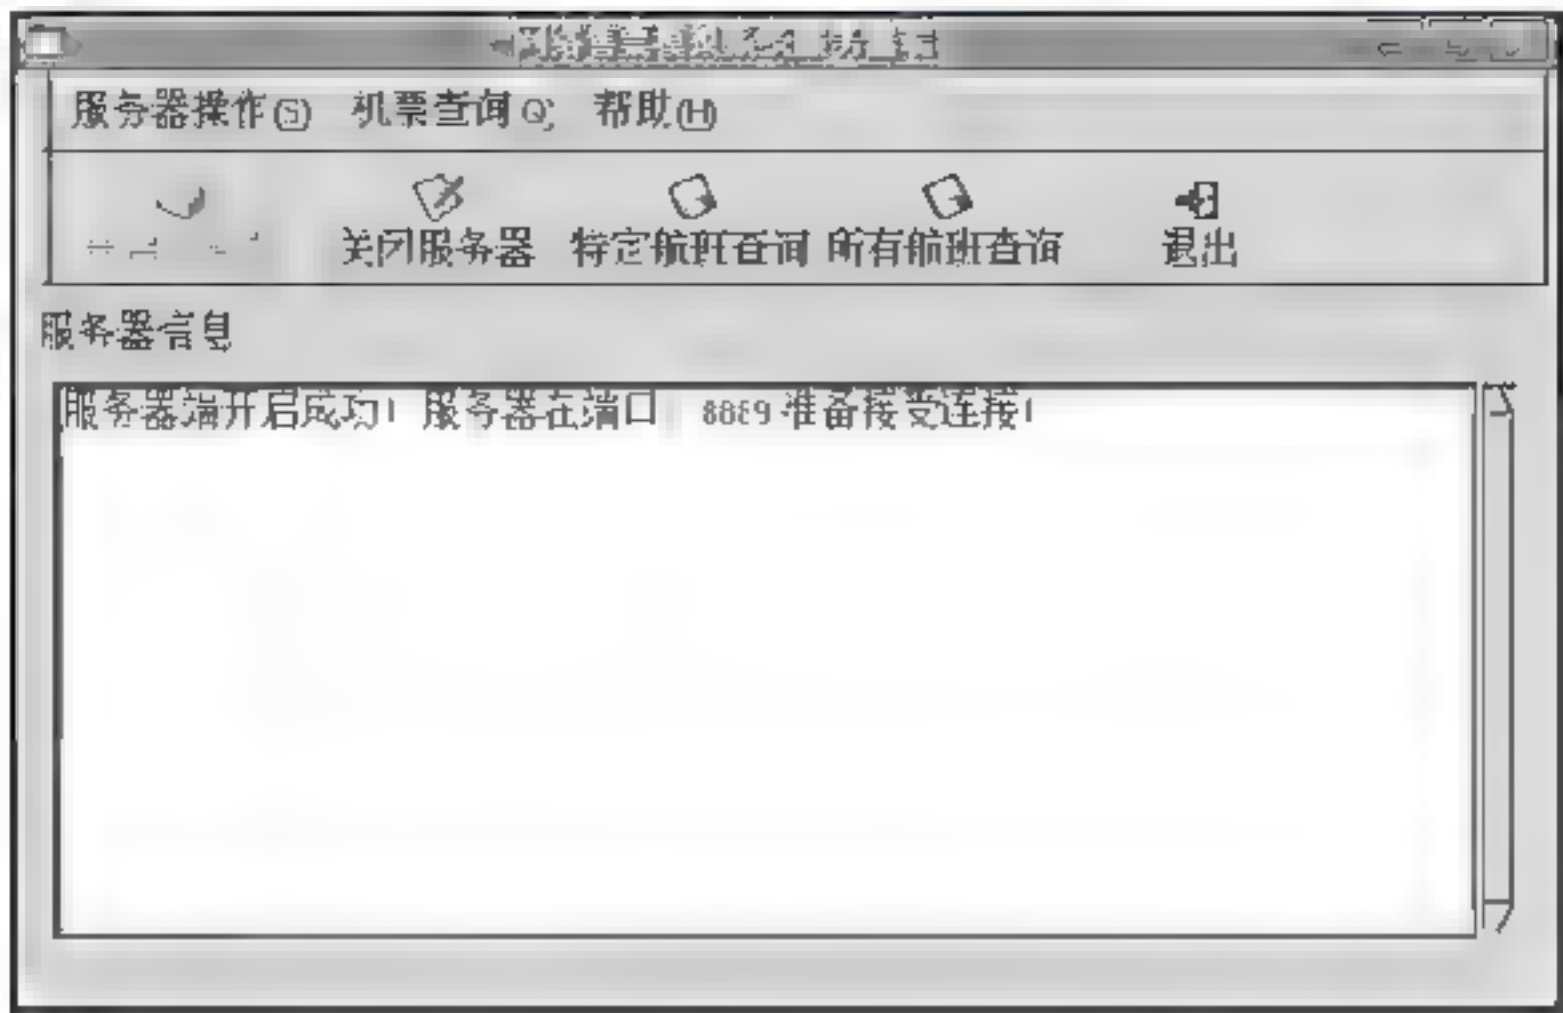 服务器操作(S) 机票查询(Q) 帮助(H)
关闭服务器 特定航班查询 所有航班查询 退出
服务器信息
服务器端开启成功! 服务器在端口 准备接受连接!